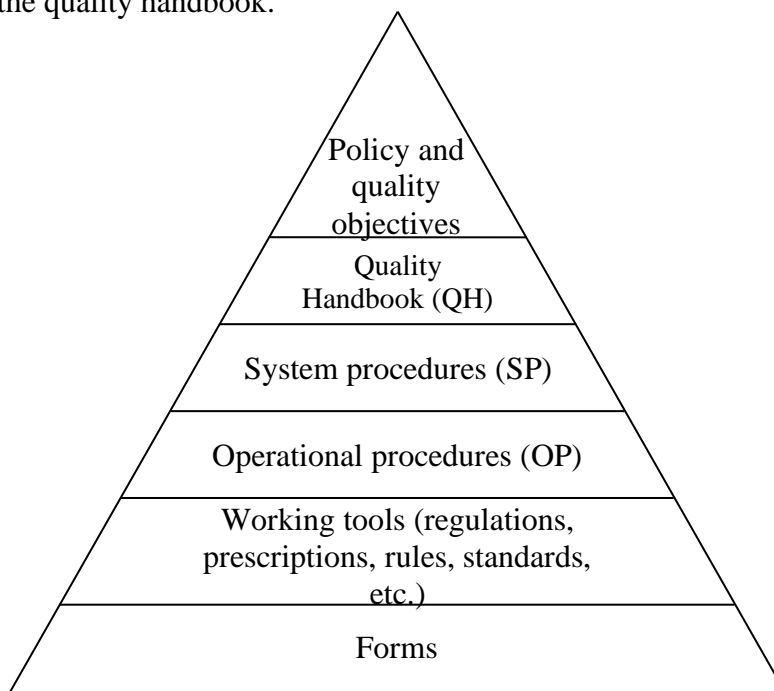 the quality handbook.
Policy and
quality
objectives
Quality
Handbook (QH)
System procedures (SP)
Operational procedures (OP)
Working tools (regulations,
prescriptions, rules, standards,
etc.)
Forms